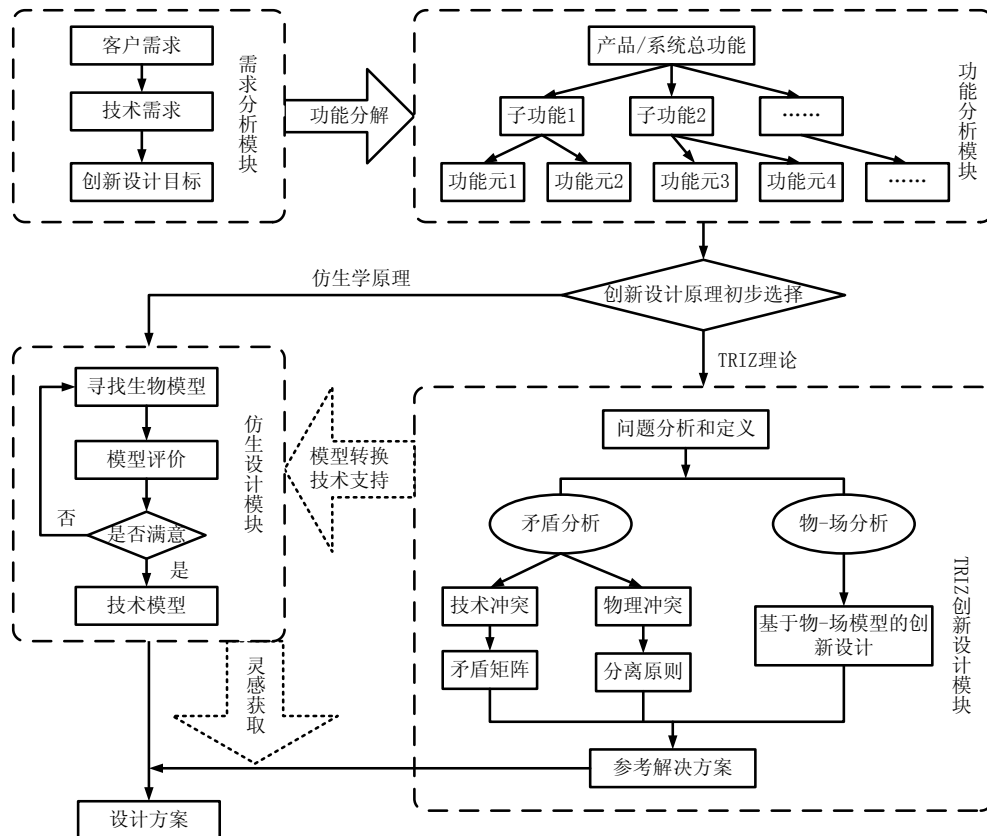 客户需求
技术需求
创新设计目标
需求分析模块
功能分解
产品/系统总功能
子功能1
子功能2
……
功能元1
功能元2
功能元3
功能元4
……
功能分析模块
创新设计原理初步选择
仿生学原理
TRIZ理论
寻找生物模型
模型评价
是否满意
否
是
技术模型
仿生设计模块
模型转换
技术支持
问题分析和定义
矛盾分析
物-场分析
技术冲突
物理冲突
基于物-场模型的创
新设计
矛盾矩阵
分离原则
参考解决方案
TRIZ创新设计模块
灵感获取
设计方案